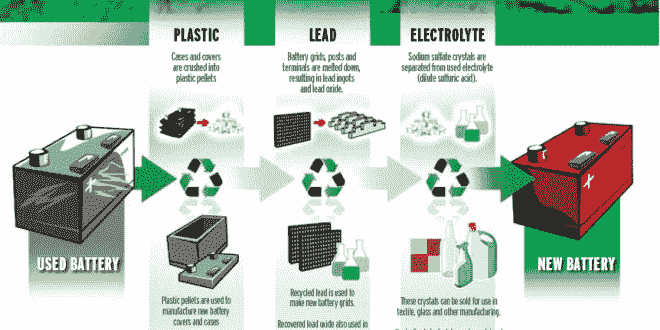 PLASTIC
Cases and covers
are crushed into
plastic pellets
LEAD
Battery grids, posts and
terminals are melted down,
resulting in lead ingots
and lead oxide.
ELECTROLYTE
Sodium sulfate crystals are
separated from used electrolyte
(dilute sulfuric acid).
USED BATTERY
NEW BATTERY
Plastic pellets are used to
manufacture new battery
covers and cases
Recycled lead is used to
make new battery grids.
Recovered lead oxide also used in
These crystals can be sold for use in
textile, glass and other manufacturing.